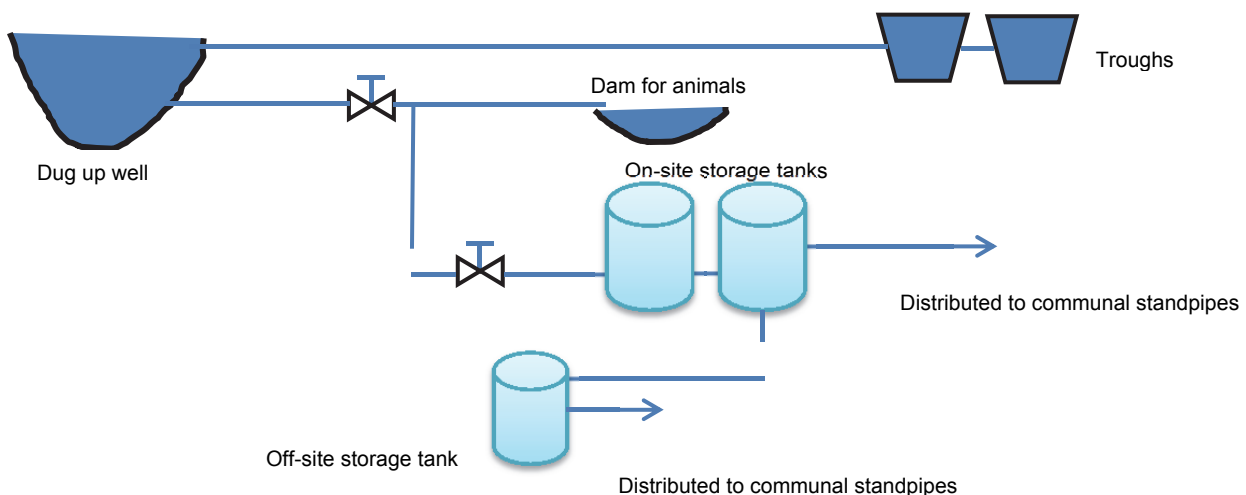 Troughs
Dam for animals
Dug up well
On-site storage tanks
Distributed to communal standpipes
Off-site storage tank
Distributed to communal standpipes